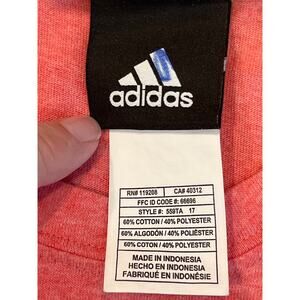 adidas
RN# 119208 CA# 40312
FFC ID CODE #: 66696
STYLE #: 559TA 17
60% COTTON / 40% POLYESTER
60% ALGODÓN / 40% POLIÉSTER
60% COTON / 40% POLYESTER
MADE IN INDONESIA
HECHO EN INDONESIA
FABRIQUÉ EN INDONÉSIE